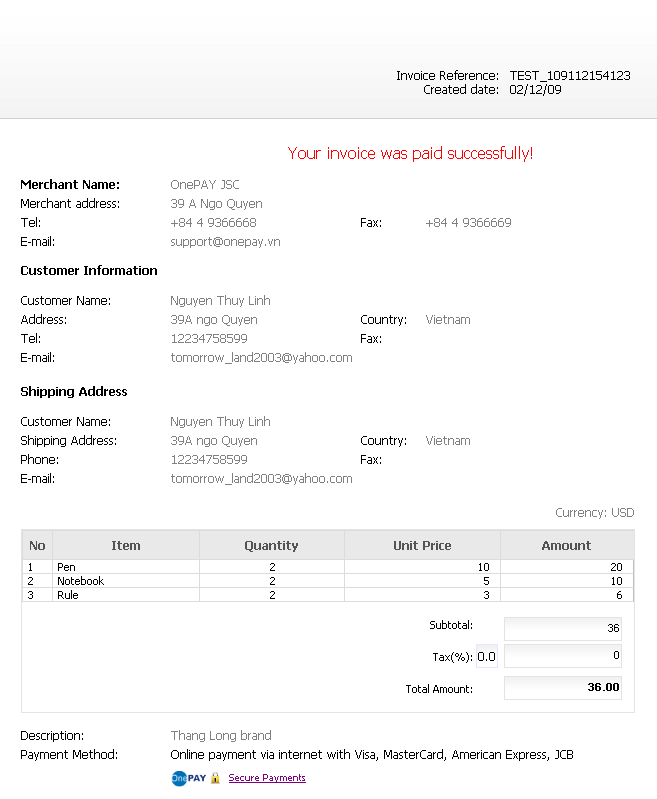 Invoice Reference: TEST_109112154123
Created date: 02/12/09
Your invoice was paid successfully!
Merchant Name: OnePAY JSC
Merchant address: 39 A Ngo Quyen
Tel: +84 4 9366668 Fax: +84 4 9366669
E-mail: support@onepay.vn
Customer Information
Customer Name: Nguyen Thuy Linh
Address: 39A ngo Quyen Country: Vietnam
Tel: 12234758599 Fax:
E-mail: tomorrow_land2003@yahoo.com
Shipping Address
Customer Name: Nguyen Thuy Linh
Shipping Address: 39A ngo Quyen Country: Vietnam
Phone: 12234758599 Fax:
E-mail: tomorrow_land2003@yahoo.com
Currency: USD
No Item Quantity Unit Price Amount
1 Pen 2 10 20
2 Notebook 2 5 10
3 Rule 2 3 6
Subtotal: 36
Tax(%): 0.0 0
Total Amount: 36.00
Description: Thang Long brand
Payment Method: Online payment via internet with Visa, MasterCard, American Express, JCB
OnePAY Secure Payments